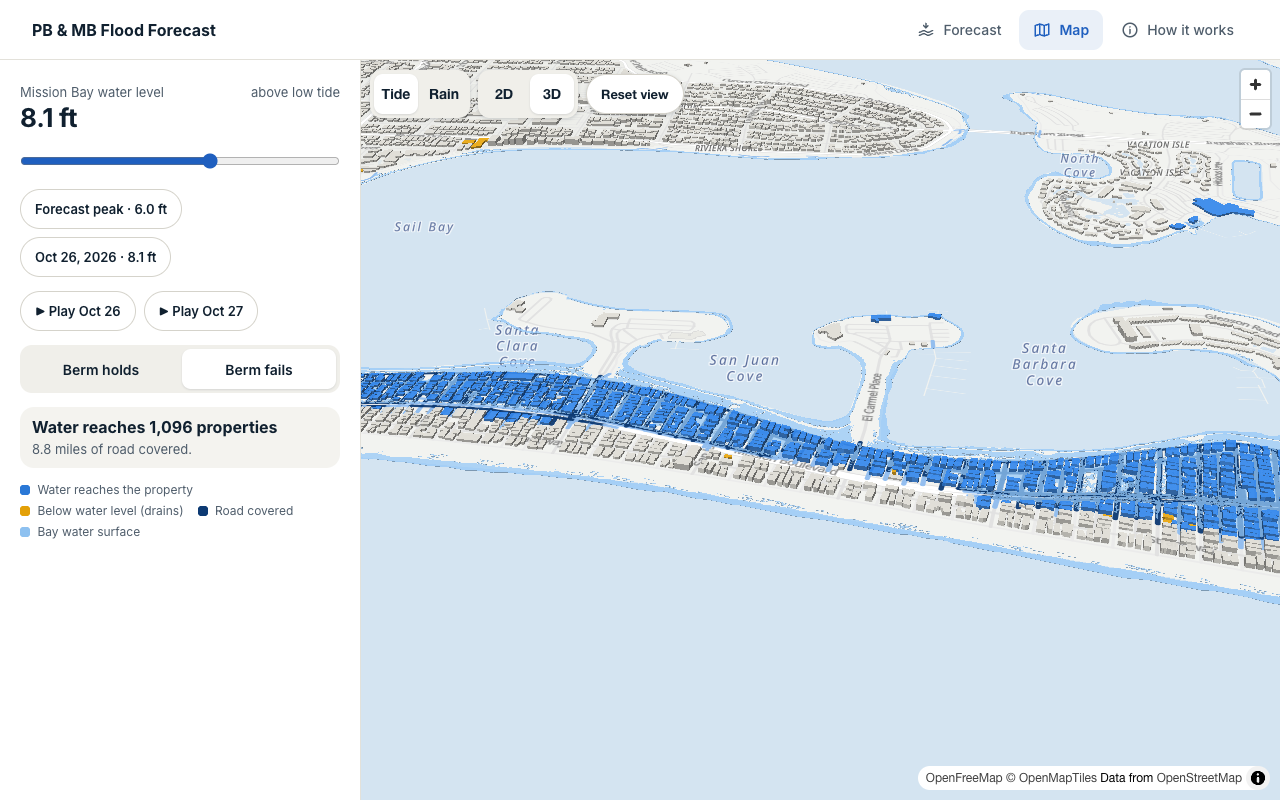 PB & MB Flood Forecast
Forecast
Map
How it works
Mission Bay water level
above low tide
8.1 ft
Forecast peak · 6.0 ft
Oct 26, 2026 · 8.1 ft
▶ Play Oct 26
▶ Play Oct 27
Berm holds
Berm fails
Water reaches 1,096 properties
8.8 miles of road covered.
Water reaches the property
Below water level (drains)
Road covered
Bay water surface
Tide
Rain
2D
3D
Reset view
+
−
RIVIERA SHORES
North
Cove
VACATION ISLE
VACATION ISLE
Sail Bay
Santa
Clara
Cove
San Juan
Cove
El Carmel Place
Santa
Barbara
Cove
OpenFreeMap © OpenMapTiles Data from OpenStreetMap